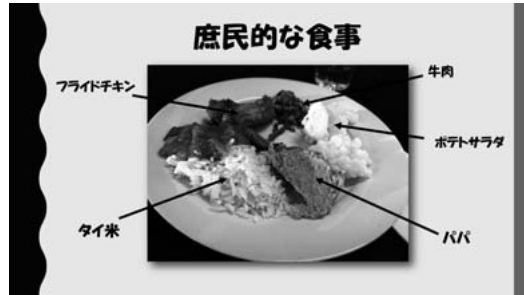 庶民的な食事
フライドチキン
牛肉
ポテトサラダ
タイ米
パパ